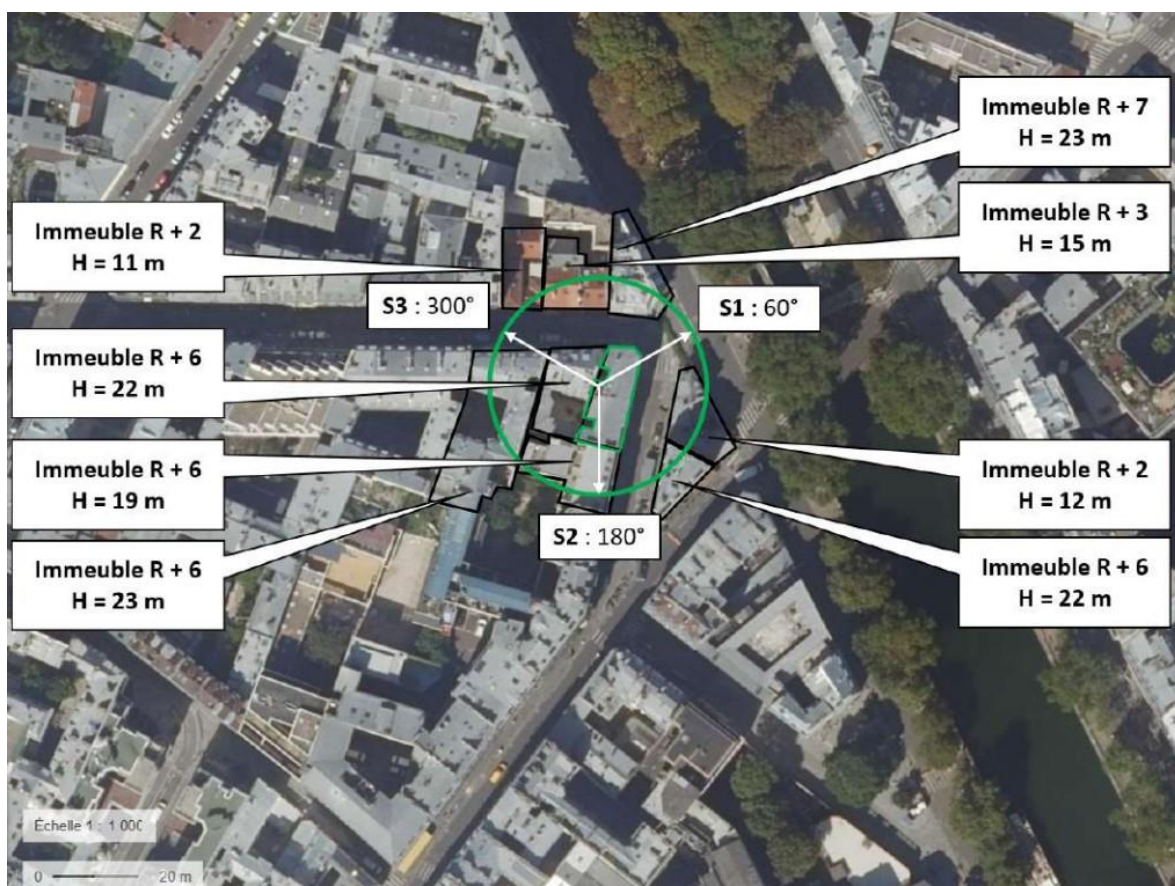 Immeuble R + 7
H = 23 m
Immeuble R + 3
H = 15 m
Immeuble R + 2
H = 11 m
S3 : 300°
S1 : 60°
Immeuble R + 6
H = 22 m
Immeuble R + 6
H = 19 m
Immeuble R + 2
H = 12 m
S2 : 180°
Immeuble R + 6
H = 23 m
Immeuble R + 6
H = 22 m
Échelle 1 : 1 000
0 20 m